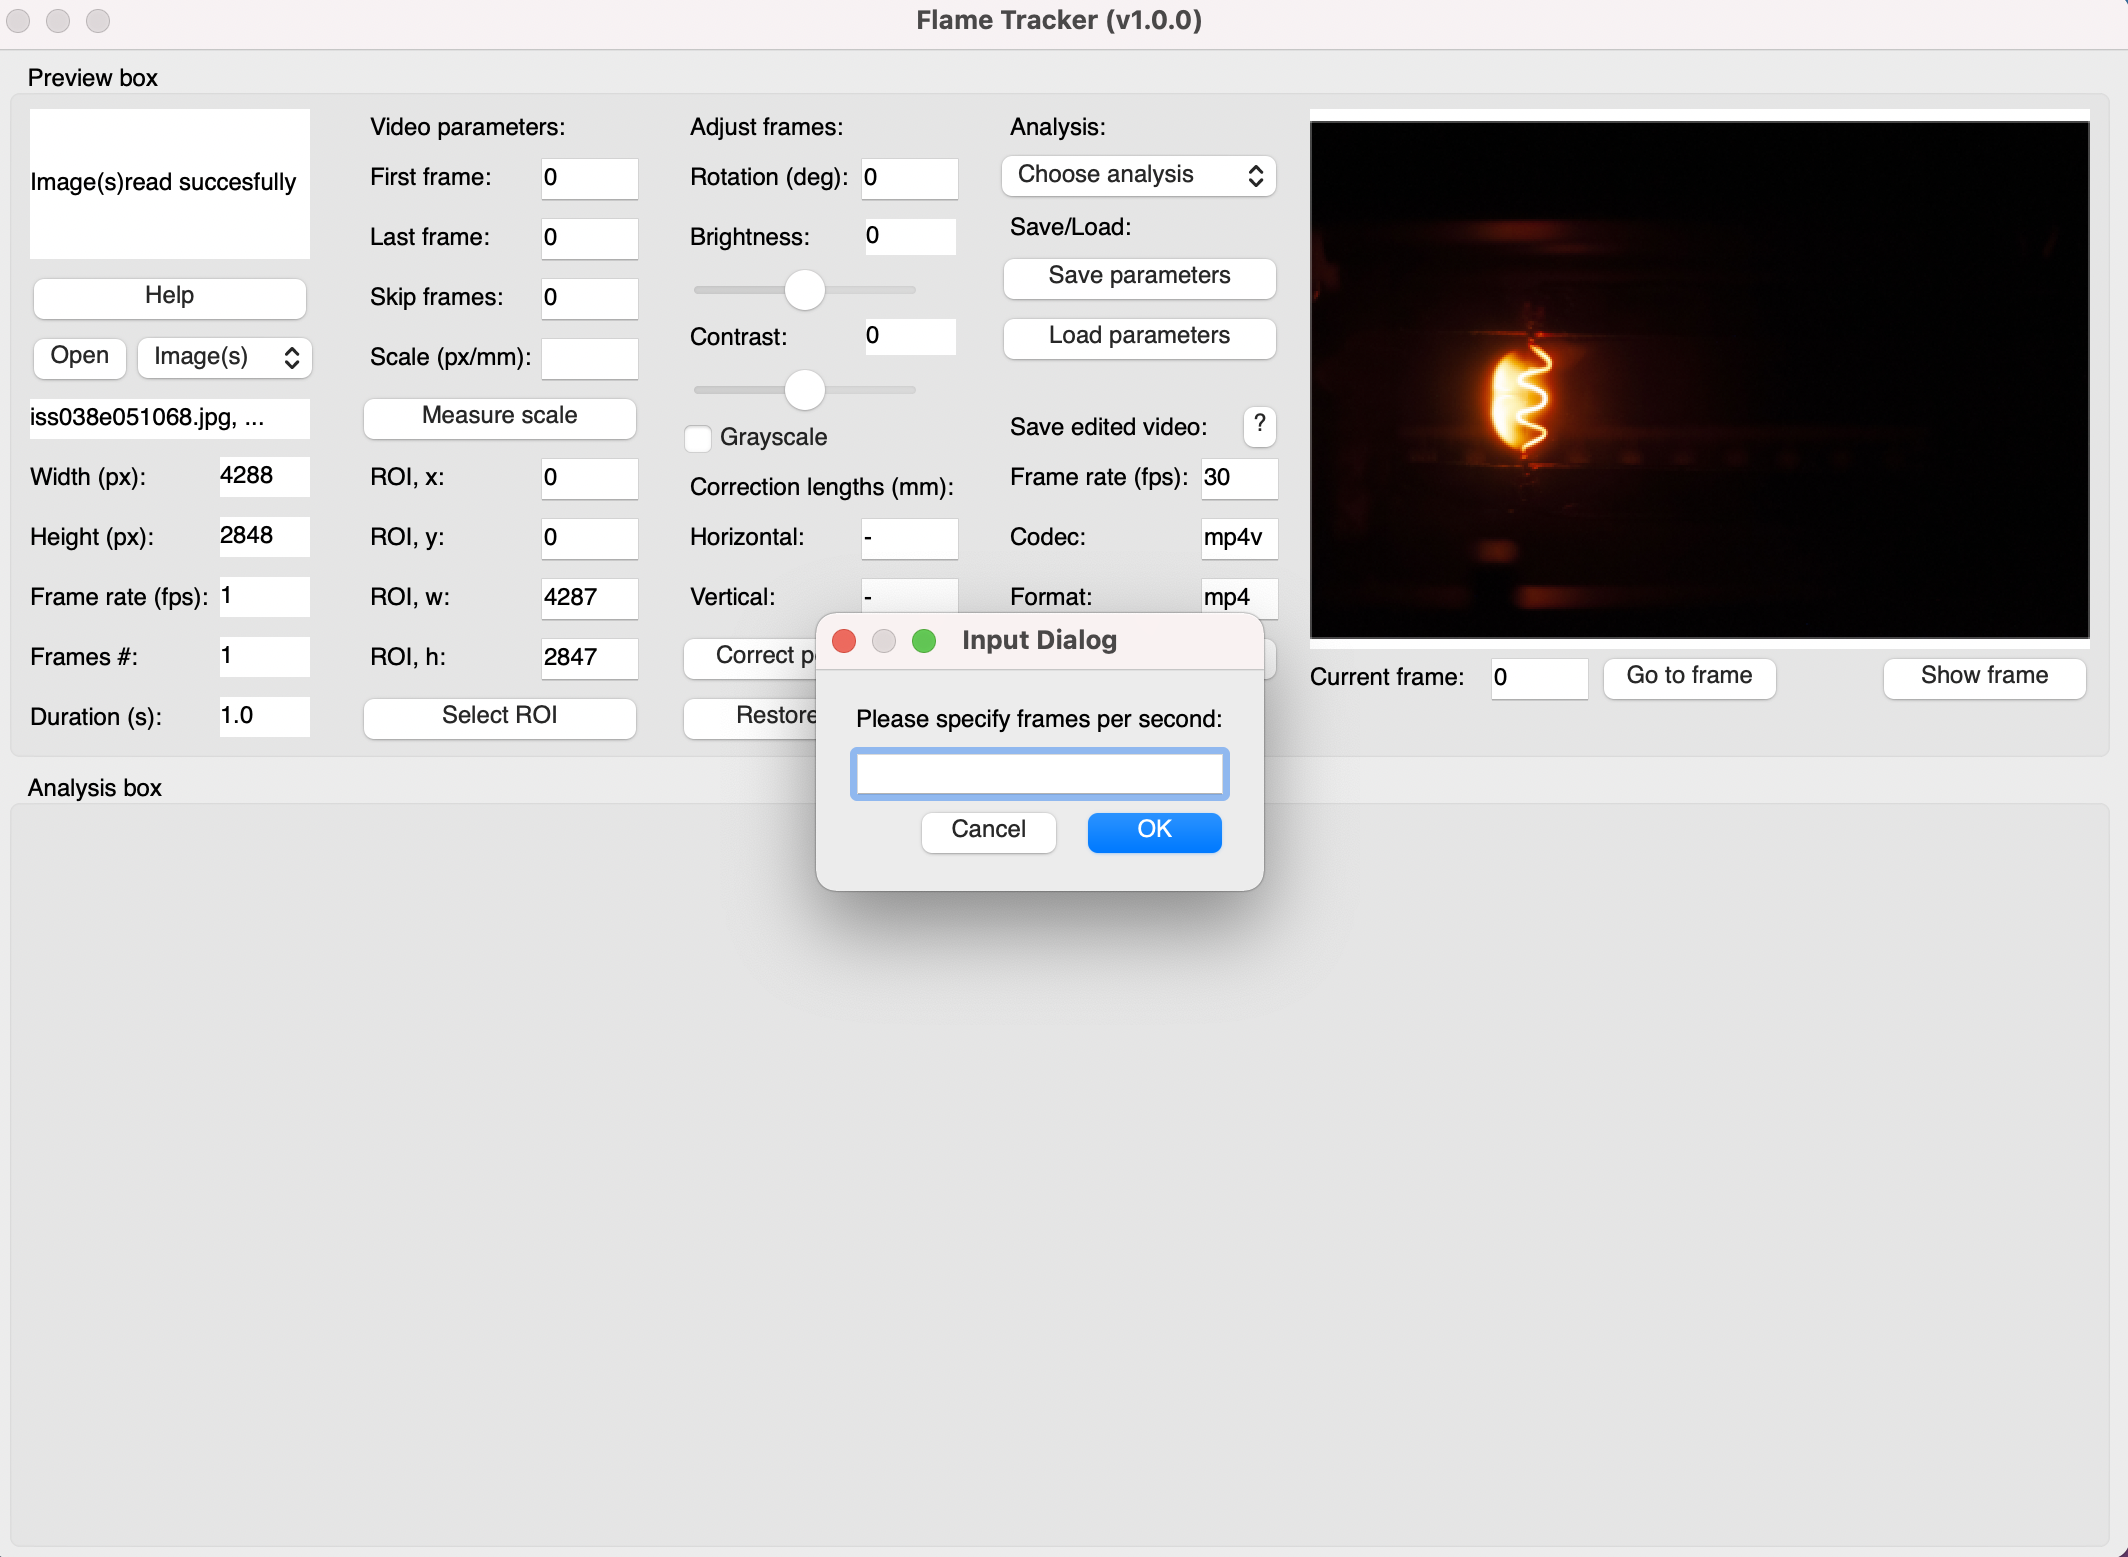 Flame Tracker (v1.0.0)
Preview box
Image(s)read succesfully
Help
Open
Image(s)
iss038e051068.jpg, ...
Width (px): 4288
Height (px): 2848
Frame rate (fps): 1
Frames #: 1
Duration (s): 1.0
Video parameters:
First frame: 0
Last frame: 0
Skip frames: 0
Scale (px/mm):
Measure scale
ROI, x: 0
ROI, y: 0
ROI, w: 4287
ROI, h: 2847
Select ROI
Adjust frames:
Rotation (deg): 0
Brightness: 0
Contrast: 0
Grayscale
Correction lengths (mm):
Horizontal: -
Vertical: -
Correct
Restore
Analysis:
Choose analysis
Save/Load:
Save parameters
Load parameters
Save edited video: ?
Frame rate (fps): 30
Codec: mp4v
Format: mp4
Current frame: 0
Go to frame
Show frame
Input Dialog
Please specify frames per second:
Cancel
OK
Analysis box